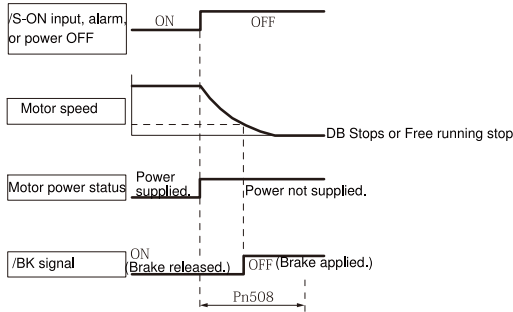 /S-ON input, alarm,
or power OFF
ON
OFF
Motor speed
DB Stops or Free running stop
Motor power status
Power
supplied.
Power not supplied.
/BK signal
ON
(Brake released.)
OFF (Brake applied.)
Pn508